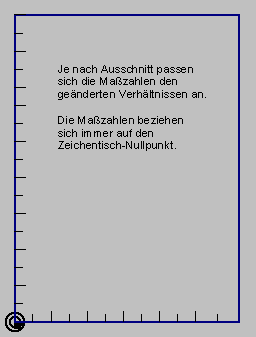 Je nach Ausschnitt passen
sich die Maßzahlen den
geänderten Verhältnissen an.
Die Maßzahlen beziehen
sich immer auf den
Zeichentisch-Nullpunkt.